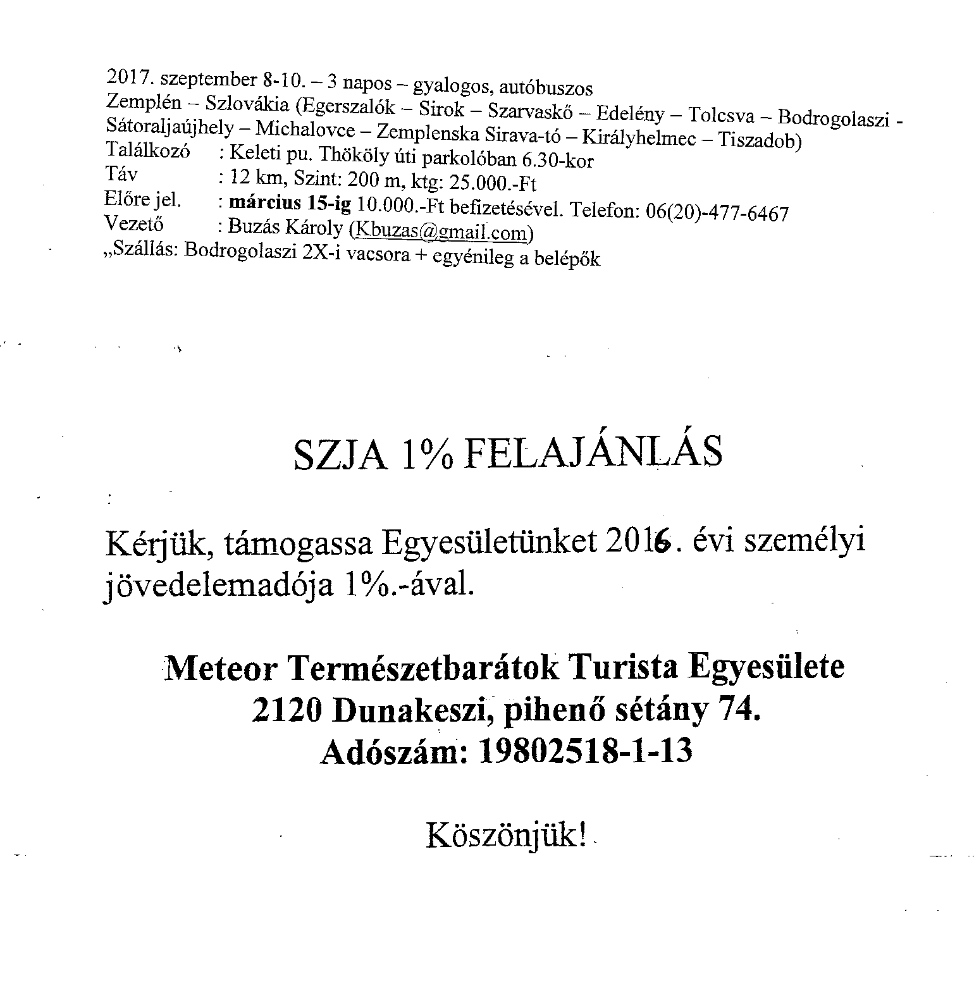 2017. szeptember 8-10. – 3 napos – gyalogos, autóbuszos
Zemplén – Szlovákia (Egerszalók – Sirok – Szarvaskő – Edelény – Tolcsva – Bodrogolaszi -
Sátoraljaújhely – Michalovce – Zemplenska Sirava-tó – Királyhelmec – Tiszadob)
Találkozó : Keleti pu. Thököly úti parkolóban 6.30-kor
Táv : 12 km, Szint: 200 m, ktg: 25.000.-Ft
Előre jel. : március 15-ig 10.000.-Ft befizetésével. Telefon: 06(20)-477-6467
Vezető : Buzás Károly (Kbuzas@gmail.com)
„Szállás: Bodrogolaszi 2X-i vacsora + egyénileg a belépők
SZJA 1% FELAJÁNLÁS
Kérjük, támogassa Egyesületünket 2016. évi személyi
jövedelemadója 1%.-ával.
Meteor Természetbarátok Turista Egyesülete
2120 Dunakeszi, pihenő sétány 74.
Adószám: 19802518-1-13
Köszönjük!